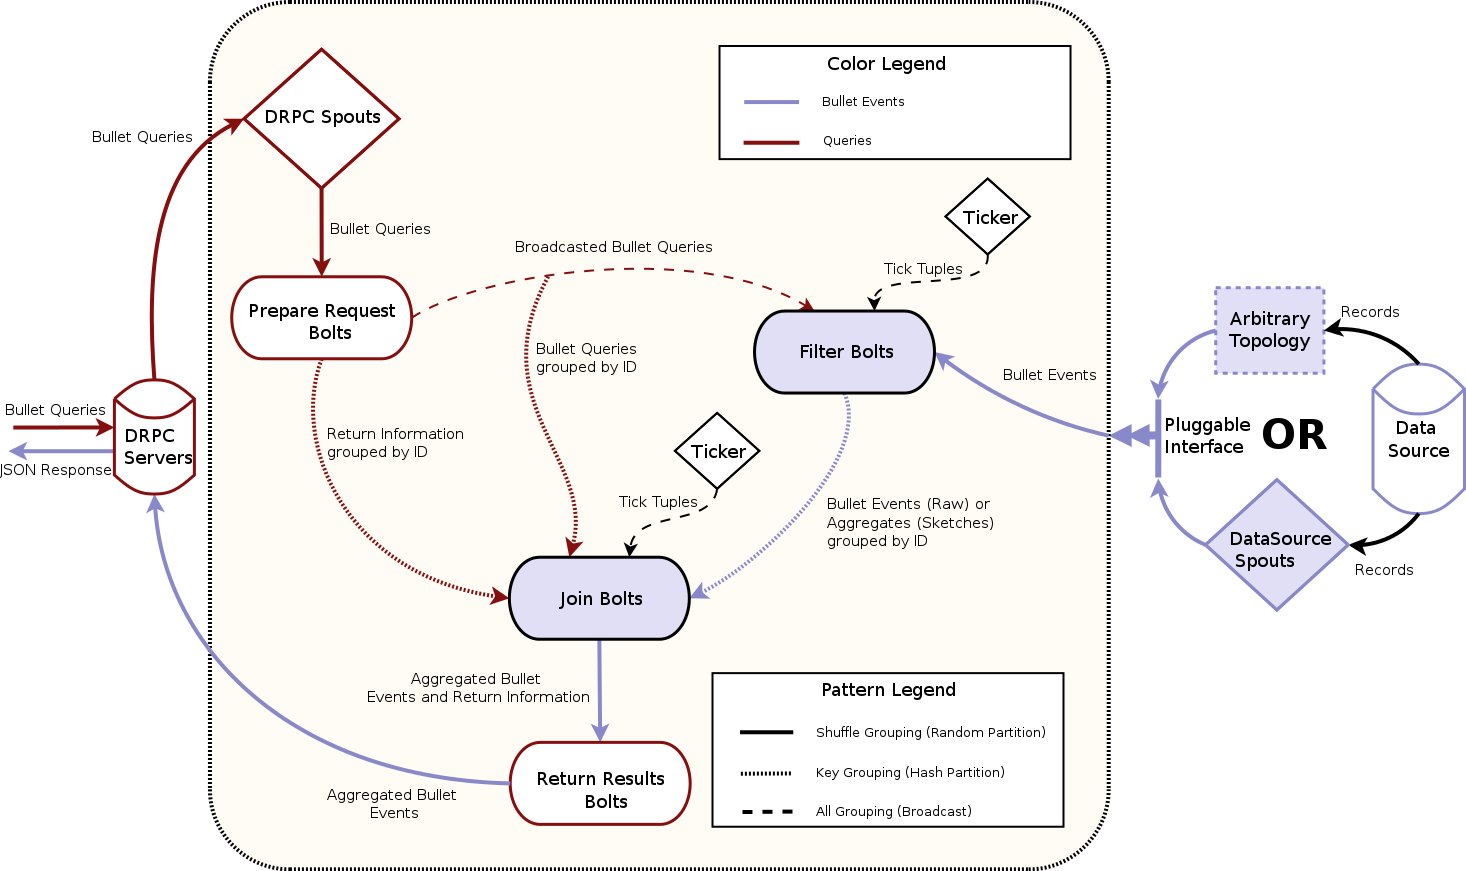 Color Legend
Bullet Events
Queries
DRPC Spouts
Bullet Queries
Bullet Queries
Ticker
Broadcasted Bullet Queries
Tick Tuples
Prepare Request
Bolts
Filter Bolts
Arbitrary
Topology
Records
Bullet Queries
grouped by ID
Bullet Events
Bullet Queries
DRPC
Servers
JSON Response
Return Information
grouped by ID
Ticker
Pluggable
Interface
OR
Data
Source
Tick Tuples
Bullet Events (Raw) or
Aggregates (Sketches)
grouped by ID
DataSource
Spouts
Records
Join Bolts
Aggregated Bullet
Events and Return Information
Pattern Legend
Shuffle Grouping (Random Partition)
Key Grouping (Hash Partition)
All Grouping (Broadcast)
Return Results
Bolts
Aggregated Bullet
Events